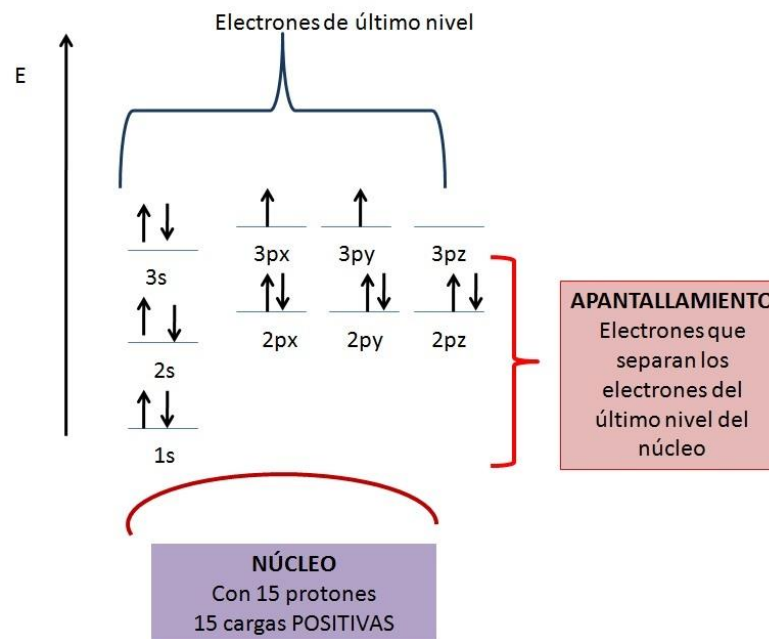 Electrones de último nivel
E
3s
3px
3py
3pz
2s
2px
2py
2pz
1s
APANTALLAMIENTO
Electrones que
separan los
electrones del
último nivel del
núcleo
NÚCLEO
Con 15 protones
15 cargas POSITIVAS